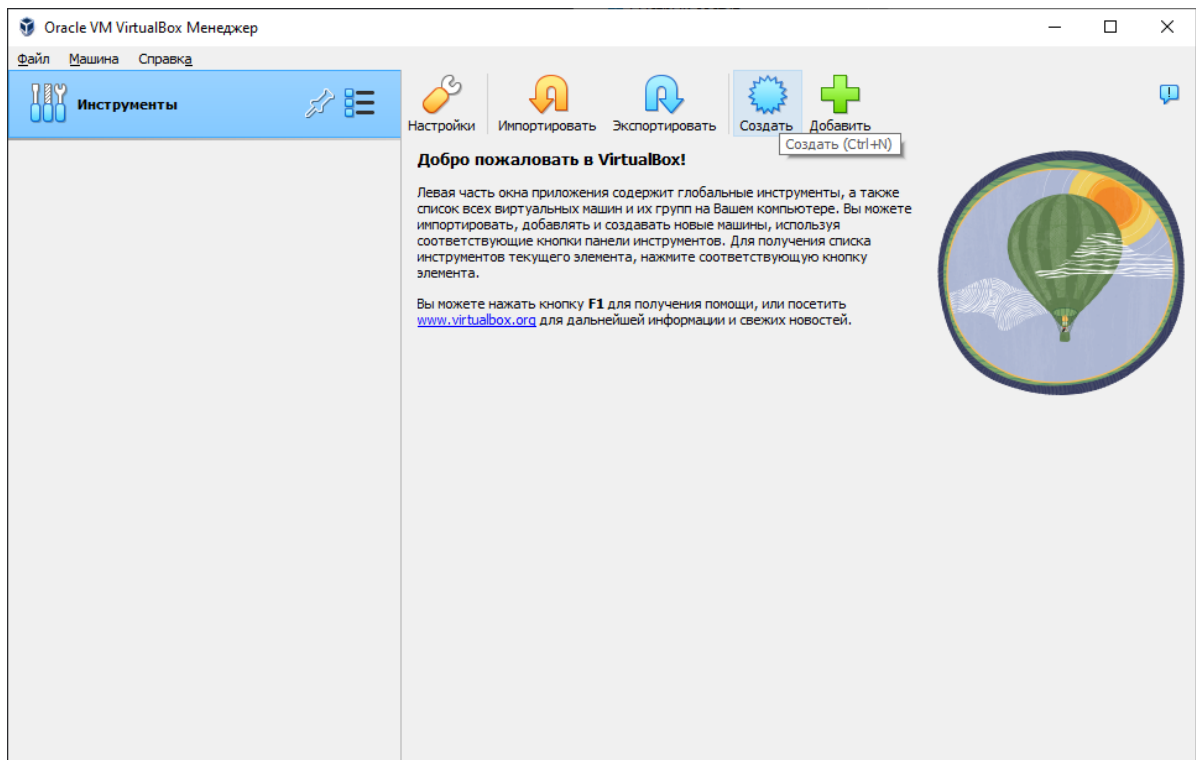 Oracle VM VirtualBox Менеджер
Файл Машина Справка
Инструменты
Настройки Импортировать Экспортировать Создать Добавить
Создать (Ctrl+N)
Добро пожаловать в VirtualBox!
Левая часть окна приложения содержит глобальные инструменты, а также
список всех виртуальных машин и их групп на Вашем компьютере. Вы можете
импортировать, добавлять и создавать новые машины, используя
соответствующие кнопки панели инструментов. Для получения списка
инструментов текущего элемента, нажмите соответствующую кнопку
элемента.
Вы можете нажать кнопку F1 для получения помощи, или посетить
www.virtualbox.org для дальнейшей информации и свежих новостей.